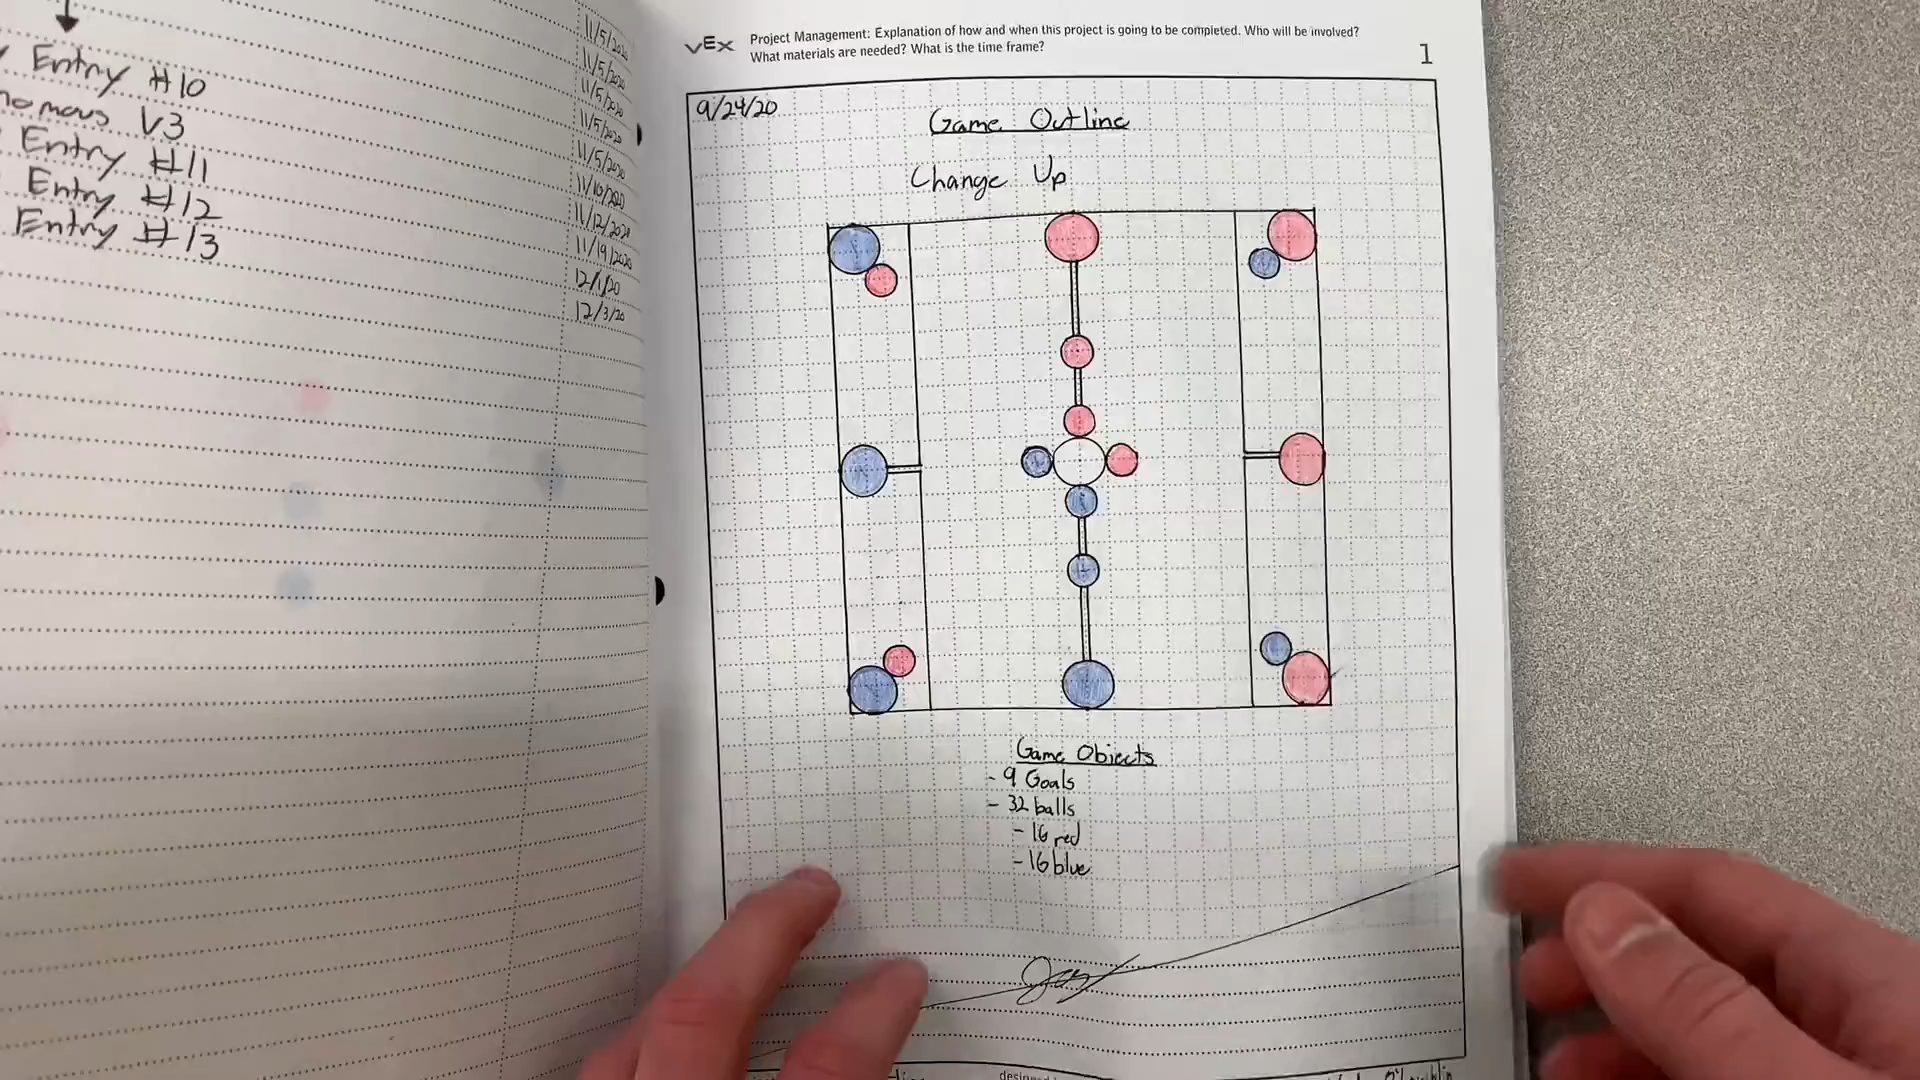 Entry #10
V3
Entry #11
Entry #12
Entry #13
11/5/2020
11/5/2020
11/5/2020
11/5/2020
11/5/2020
11/10/2020
11/12/2020
11/19/2020
12/1/20
12/3/20
VEX
Project Management: Explanation of how and when this project is going to be completed. Who will be involved?
What materials are needed? What is the time frame?
1
9/24/20
Game Outline
Change Up
Game Objects
- 9 Goals
- 32 balls
- 16 red
- 16 blue